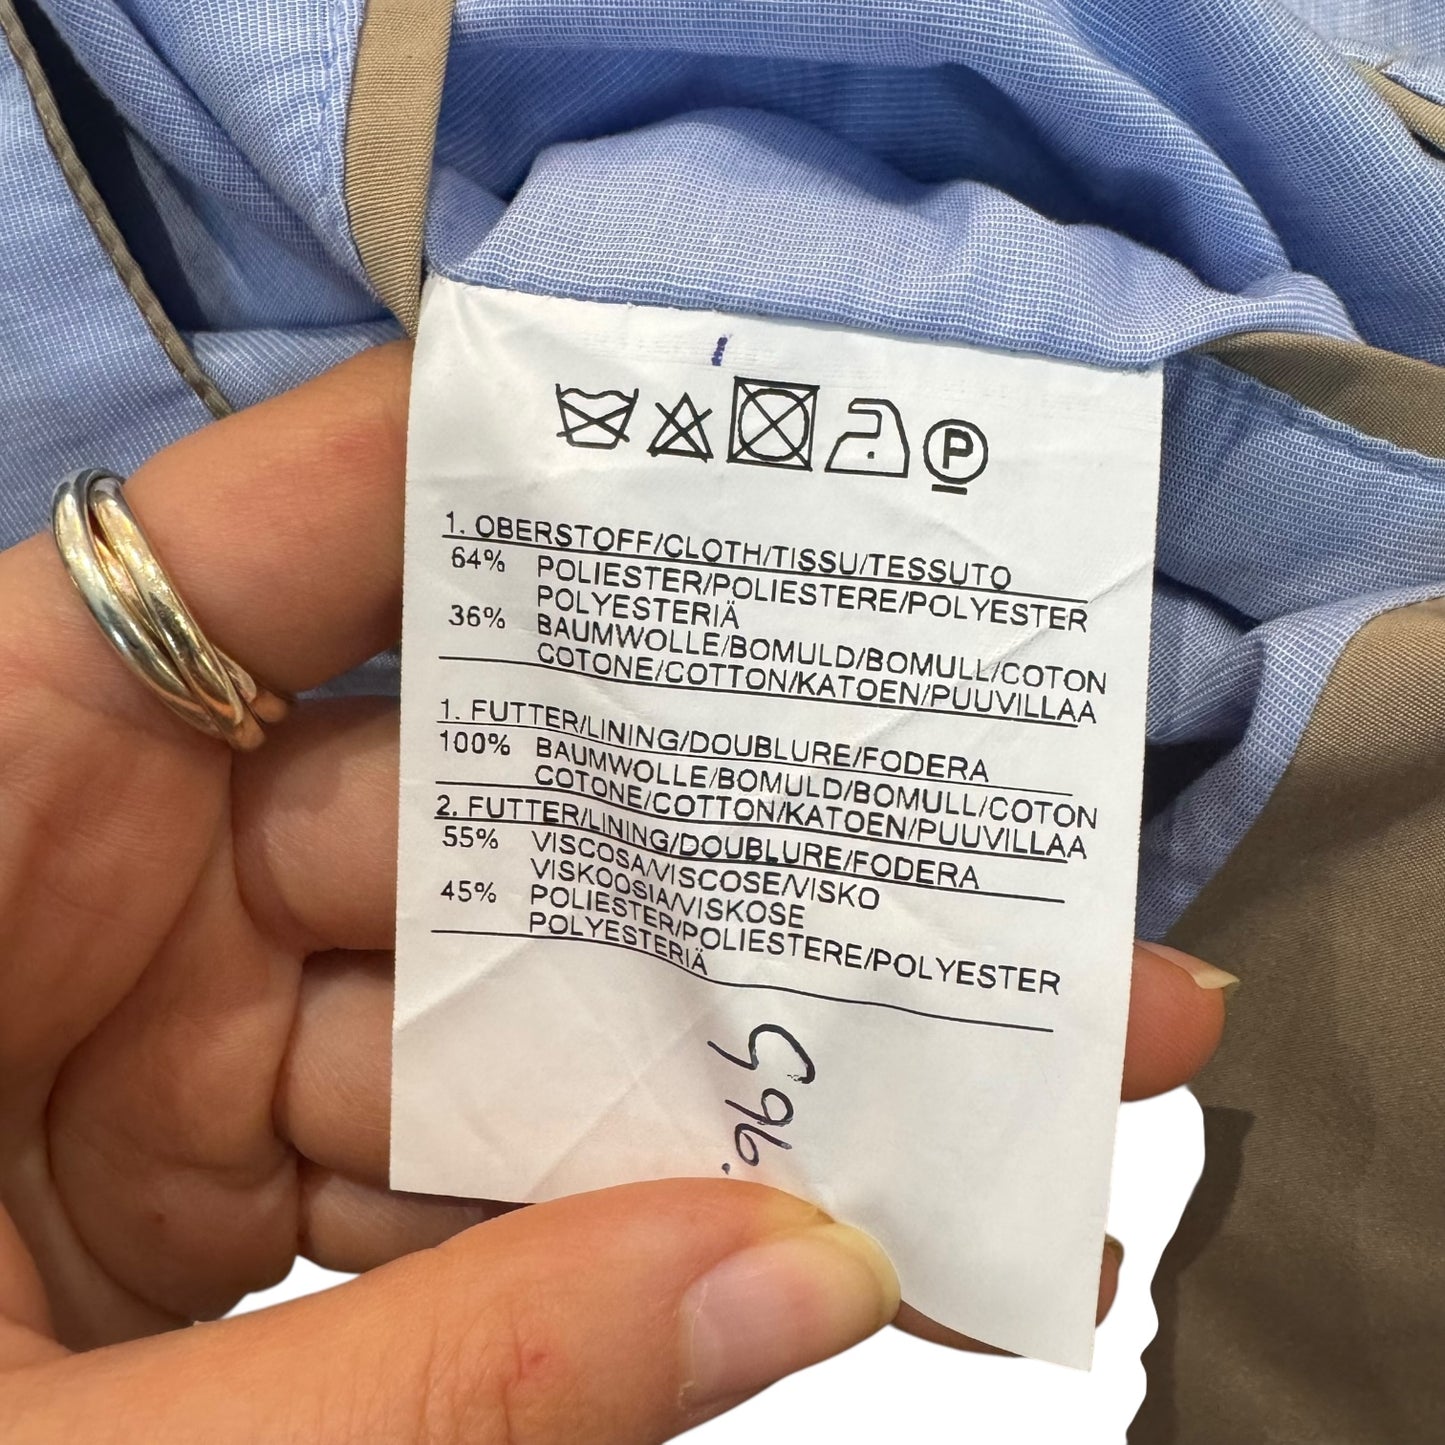 P
1. OBERSTOFF/CLOTH/TISSU/TESSUTO
64% POLIESTER/POLIESTERE/POLYESTER
POLYESTERIÄ
36% BAUMWOLLE/BOMULD/BOMULL/COTON
COTONE/COTTON/KATOEN/PUUVILLAA
1. FUTTER/LINING/DOUBLURE/FODERA
100% BAUMWOLLE/BOMULD/BOMULL/COTON
COTONE/COTTON/KATOEN/PUUVILLAA
2. FUTTER/LINING/DOUBLURE/FODERA
55% VISCOSA/VISCOSE/VISKO
VISKOOSIA/VISKOSE
45% POLIESTER/POLIESTERE/POLYESTER
POLYESTERIÄ